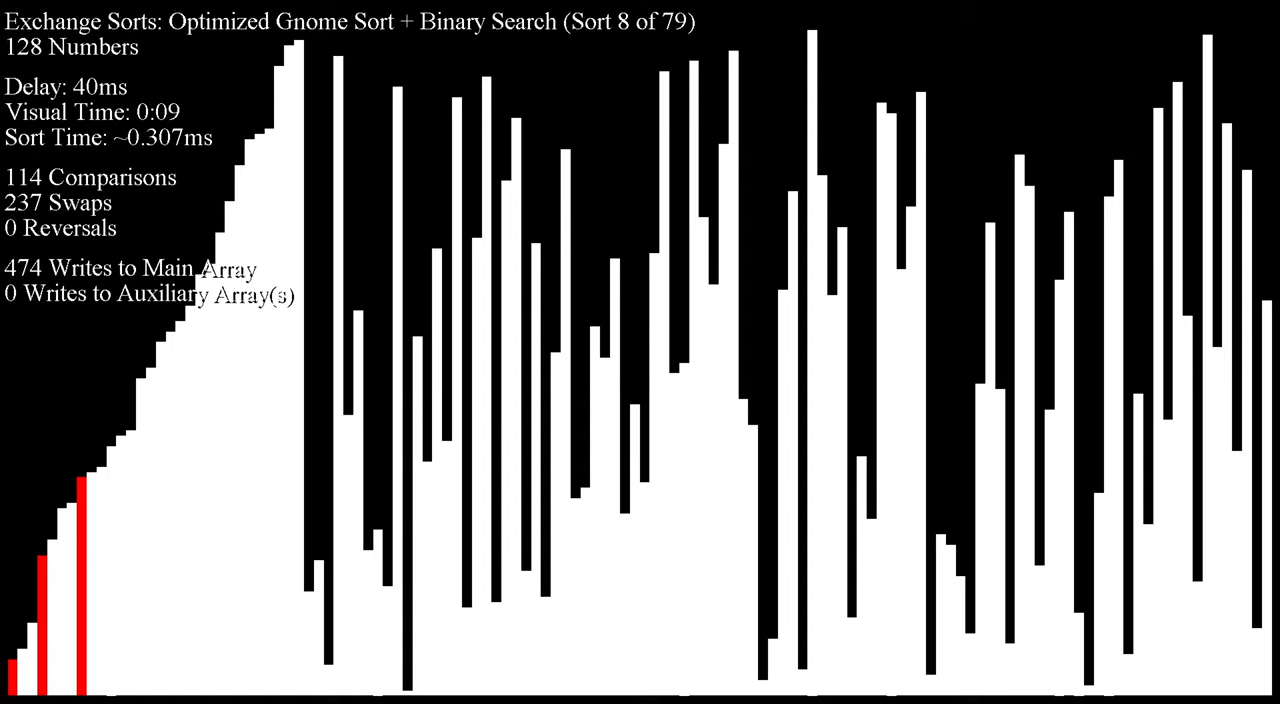 Exchange Sorts: Optimized Gnome Sort + Binary Search (Sort 8 of 79)
128 Numbers
Delay: 40ms
Visual Time: 0:09
Sort Time: ~0.307ms
114 Comparisons
237 Swaps
0 Reversals
474 Writes to Main Array
0 Writes to Auxiliary Array(s)